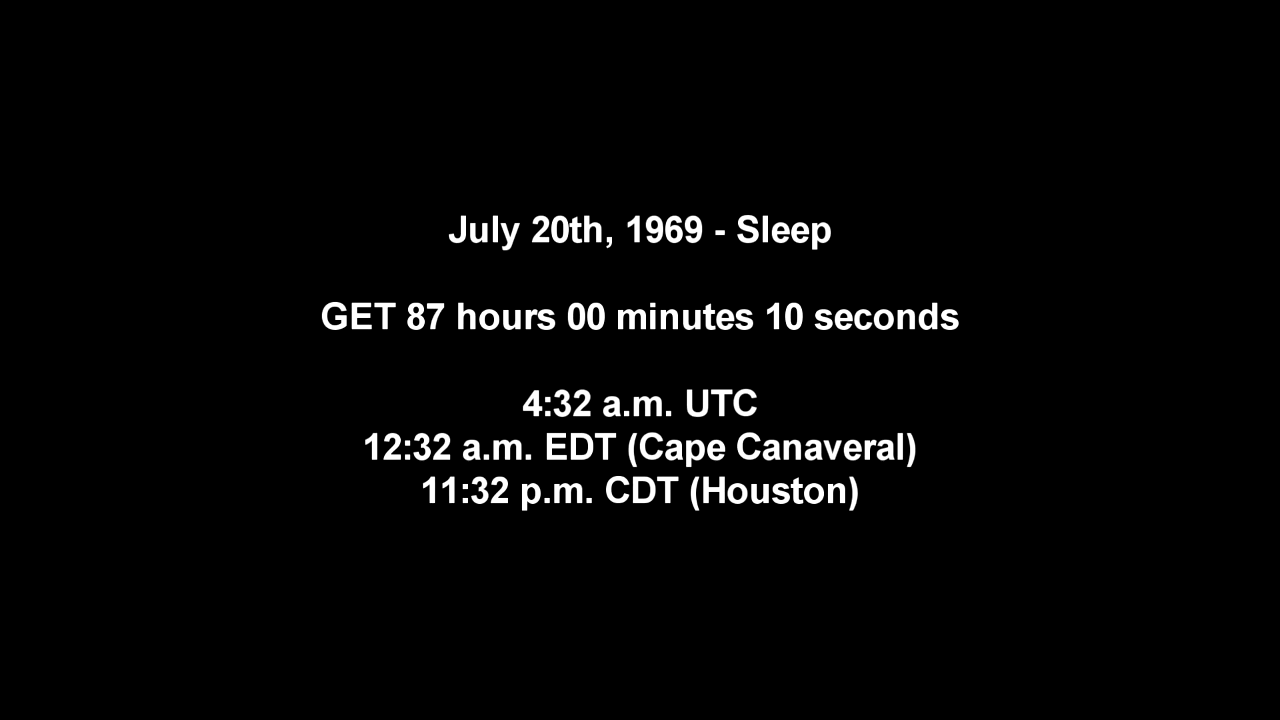 July 20th, 1969 - Sleep
GET 87 hours 00 minutes 10 seconds
4:32 a.m. UTC
12:32 a.m. EDT (Cape Canaveral)
11:32 p.m. CDT (Houston)